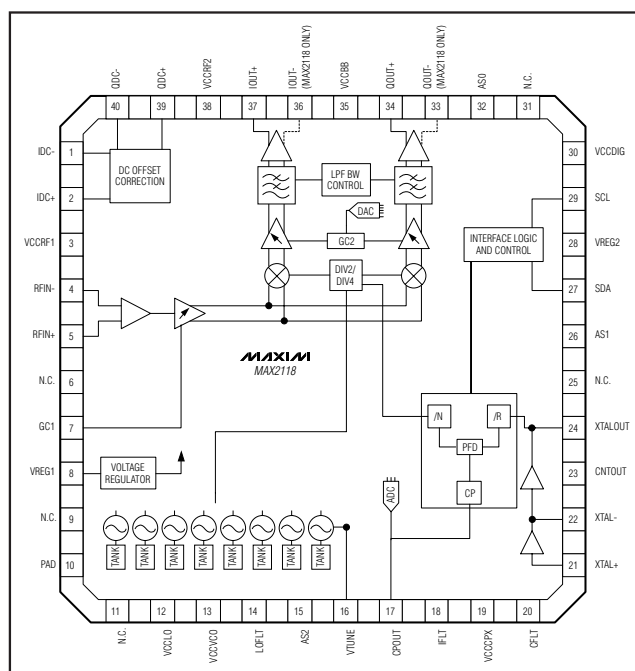 QDC-
QDC+
VCCRF2
IOUT+
IOUT-
(MAX2118 ONLY)
VCCBB
QOUT+
QOUT-
(MAX2118 ONLY)
AS0
N.C.
40
39
38
37
36
35
34
33
32
31
IDC-
1
IDC+
2
VCCRF1
3
RFIN-
4
RFIN+
5
N.C.
6
GC1
7
VREG1
8
N.C.
9
PAD
10
DC OFFSET
CORRECTION
LPF BW
CONTROL
DAC
GC2
DIV2/
DIV4
INTERFACE LOGIC
AND CONTROL
MAXIM
MAX2118
/N
/R
PFD
CP
ADC
VOLTAGE
REGULATOR
TANK
TANK
TANK
TANK
TANK
TANK
TANK
30
VCCDIG
29
SCL
28
VREG2
27
SDA
26
AS1
25
N.C.
24
XTALOUT
23
CNTOUT
22
XTAL-
21
XTAL+
11
12
13
14
15
16
17
18
19
20
N.C.
VCCLO
VCCVCO
LOFLT
AS2
VTUNE
CPOUT
IFLT
VCCCPX
CFLT